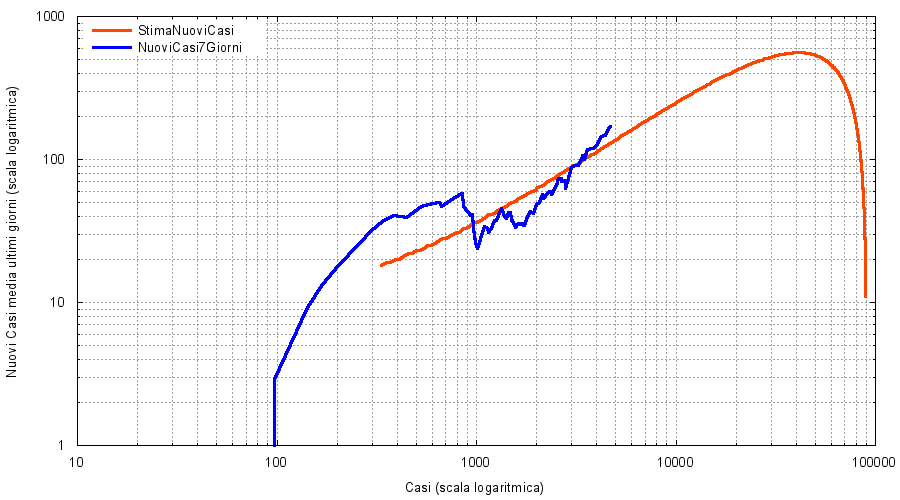 1000
StimaNuoviCasi
NuoviCasi7Giorni
100
10
1
Nuovi Casi media ultimi giorni (scala logaritmica)
10
100
1000
10000
100000
Casi (scala logaritmica)